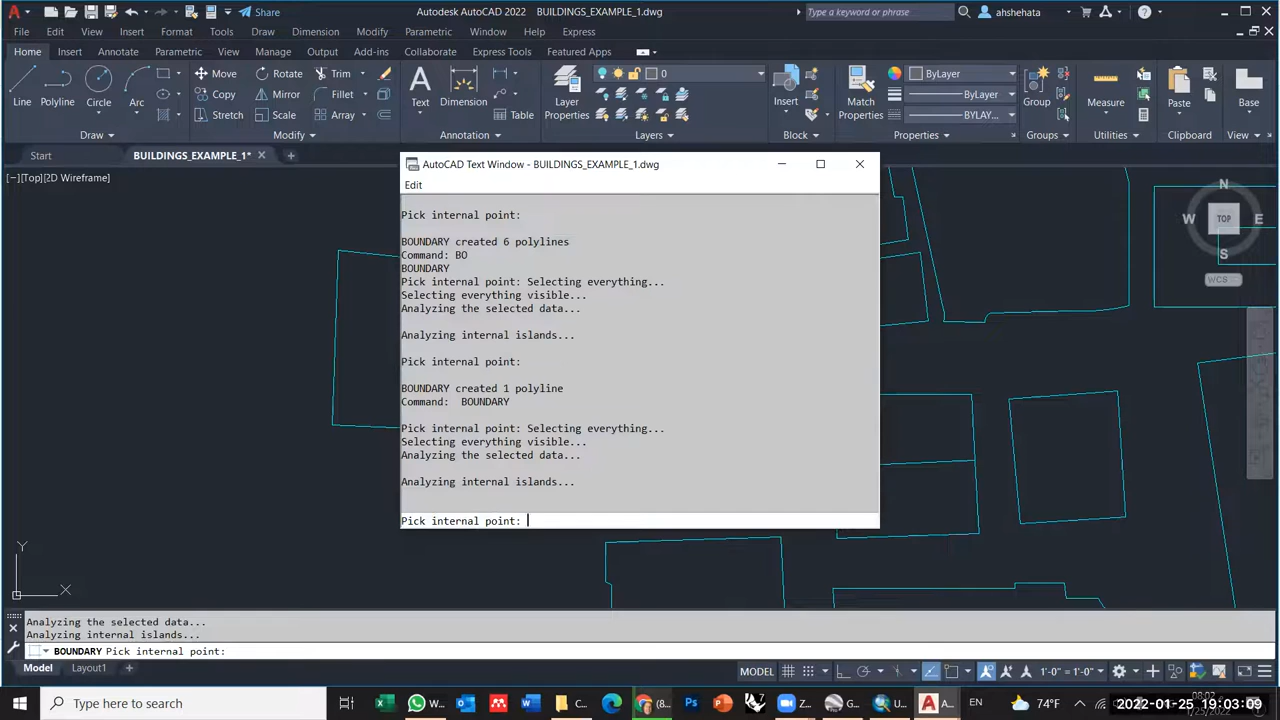 Share
Autodesk AutoCAD 2022 BUILDINGS_EXAMPLE_1.dwg
Type a keyword or phrase
ahshehata
File Edit View Insert Format Tools Draw Dimension Modify Parametric Window Help Express
Home Insert Annotate Parametric View Manage Output Add-ins Collaborate Express Tools Featured Apps
Line Polyline Circle Arc
Move Rotate Trim
Copy Mirror Fillet
Stretch Scale Array
Text Dimension Table
Layer Properties
0
Insert
Match Properties
ByLayer
ByLayer
BYLAY...
Group Measure Paste Base
Draw Modify Annotation Layers Block Properties Groups Utilities Clipboard View
Start BUILDINGS_EXAMPLE_1*
[−][Top][2D Wireframe]
AutoCAD Text Window - BUILDINGS_EXAMPLE_1.dwg
Edit
Pick internal point:
BOUNDARY created 6 polylines
Command: BO
BOUNDARY
Pick internal point: Selecting everything...
Selecting everything visible...
Analyzing the selected data...
Analyzing internal islands...
Pick internal point:
BOUNDARY created 1 polyline
Command: BOUNDARY
Pick internal point: Selecting everything...
Selecting everything visible...
Analyzing the selected data...
Analyzing internal islands...
Pick internal point:
N
W TOP E
S
WCS
Y
X
Analyzing the selected data...
Analyzing internal islands...
BOUNDARY Pick internal point:
Model Layout1
MODEL
1'-0" = 1'-0"
Type here to search
W... O... C... (8... Z... G... U... A...
74°F
EN
2022-01-25 19:03:09